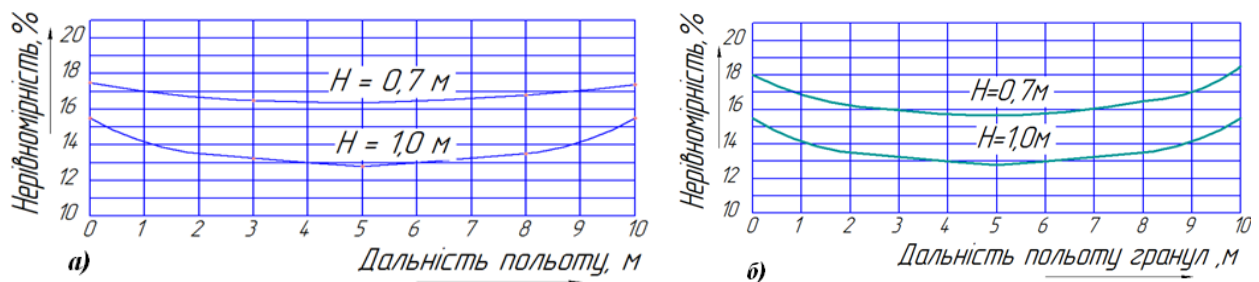 Нерівномірність, %
20
18
16
14
12
10
H = 0,7 м
H = 1,0 м
0 1 2 3 4 5 6 7 8 9 10
а)
Дальність польоту, м
Нерівномірність, %
20
18
16
14
12
10
H=0,7м
H=1,0м
0 1 2 3 4 5 6 7 8 9 10
б)
Дальність польоту гранул ,м